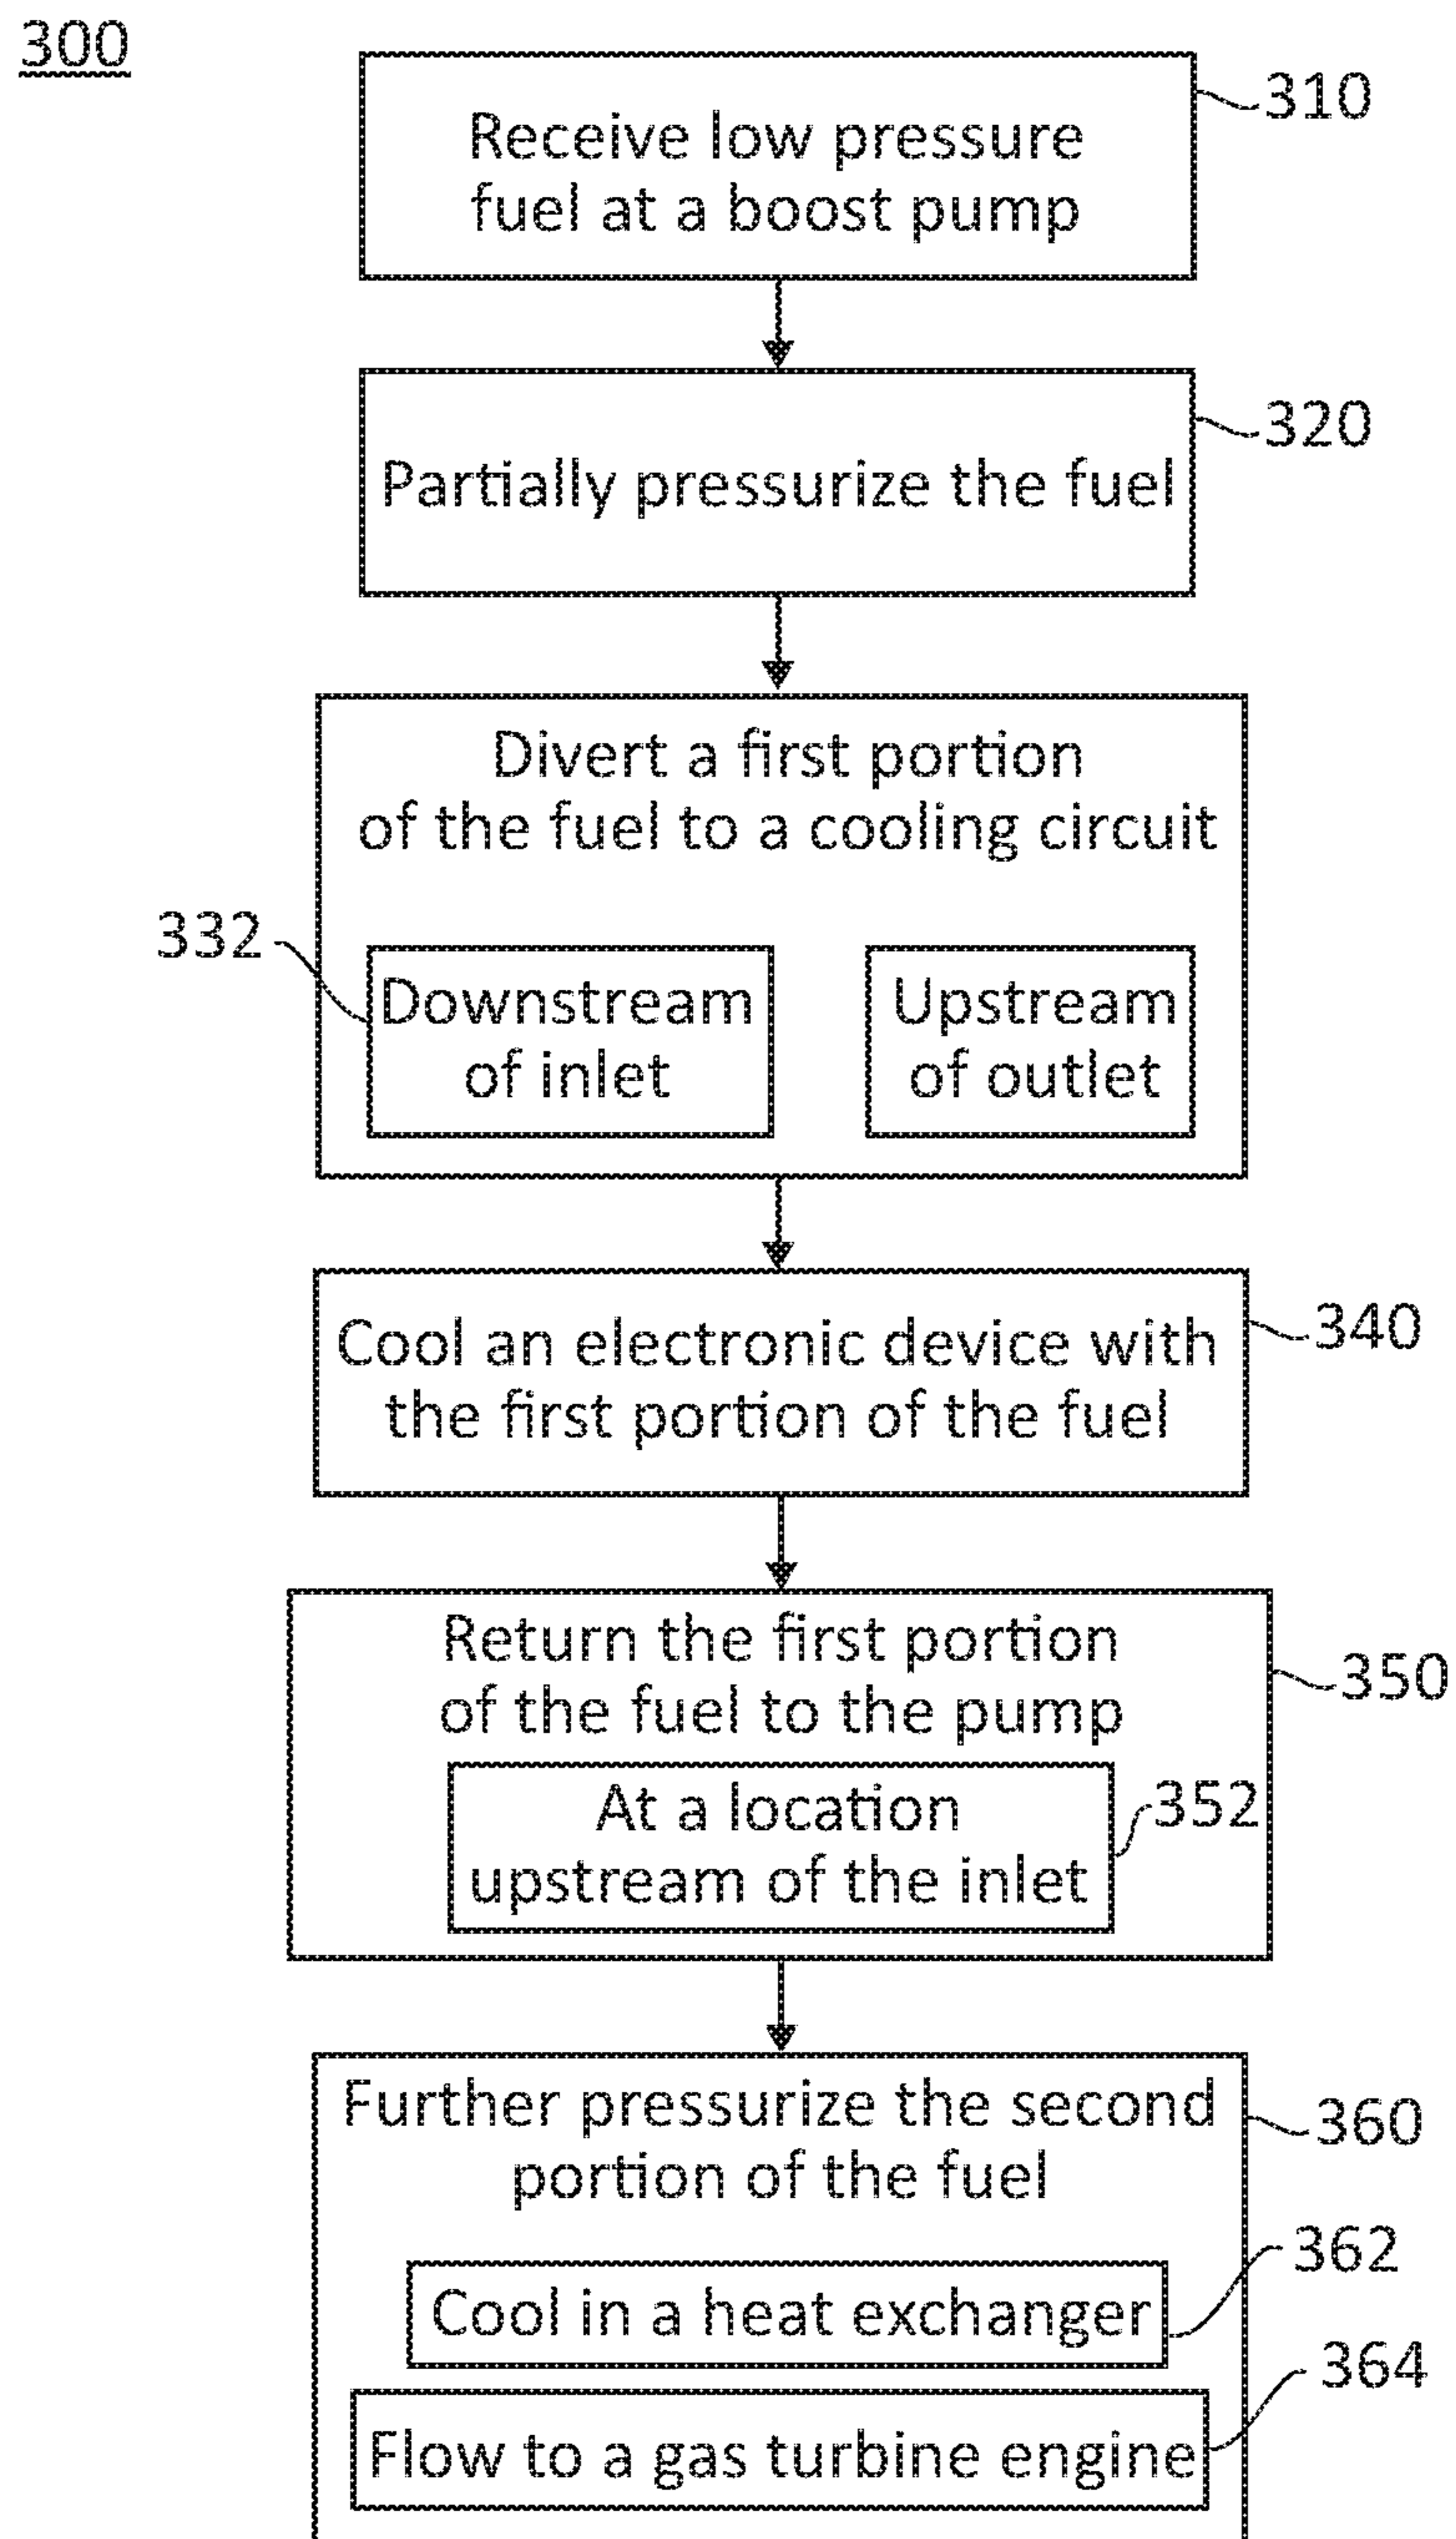 300
310
Receive low pressure
fuel at a boost pump
320
Partially pressurize the fuel
Divert a first portion
of the fuel to a cooling circuit
332
Downstream
of inlet
Upstream
of outlet
340
Cool an electronic device with
the first portion of the fuel
Return the first portion
of the fuel to the pump
350
At a location
upstream of the inlet
352
Further pressurize the second
portion of the fuel
360
362
Cool in a heat exchanger
364
Flow to a gas turbine engine